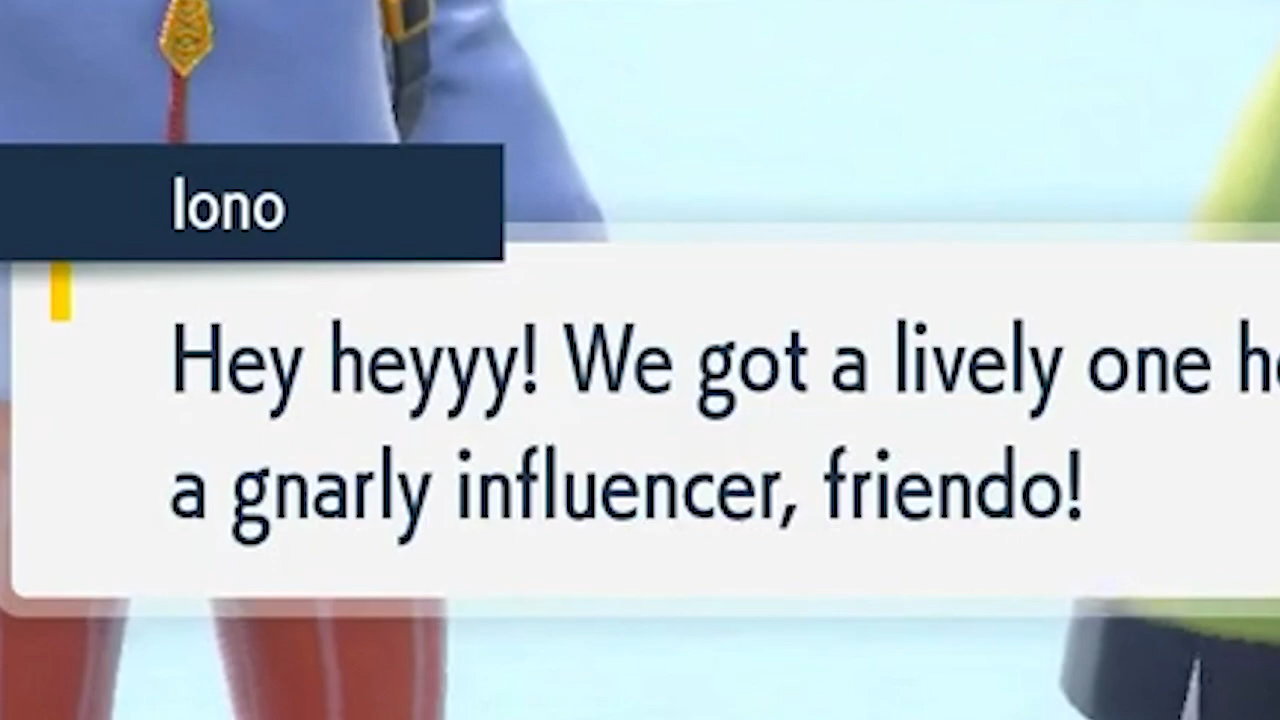 Iono
Hey heyyy! We got a lively one
a gnarly influencer, friendo!